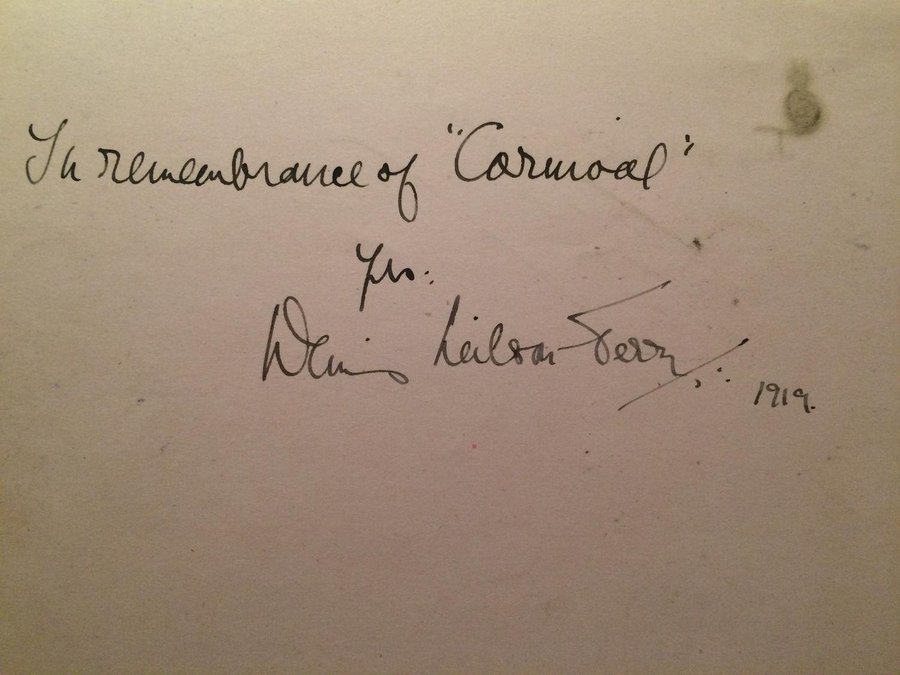 In remembrance of "Carnival"
Yrs:
Dennis Neilson-Terry
1919.